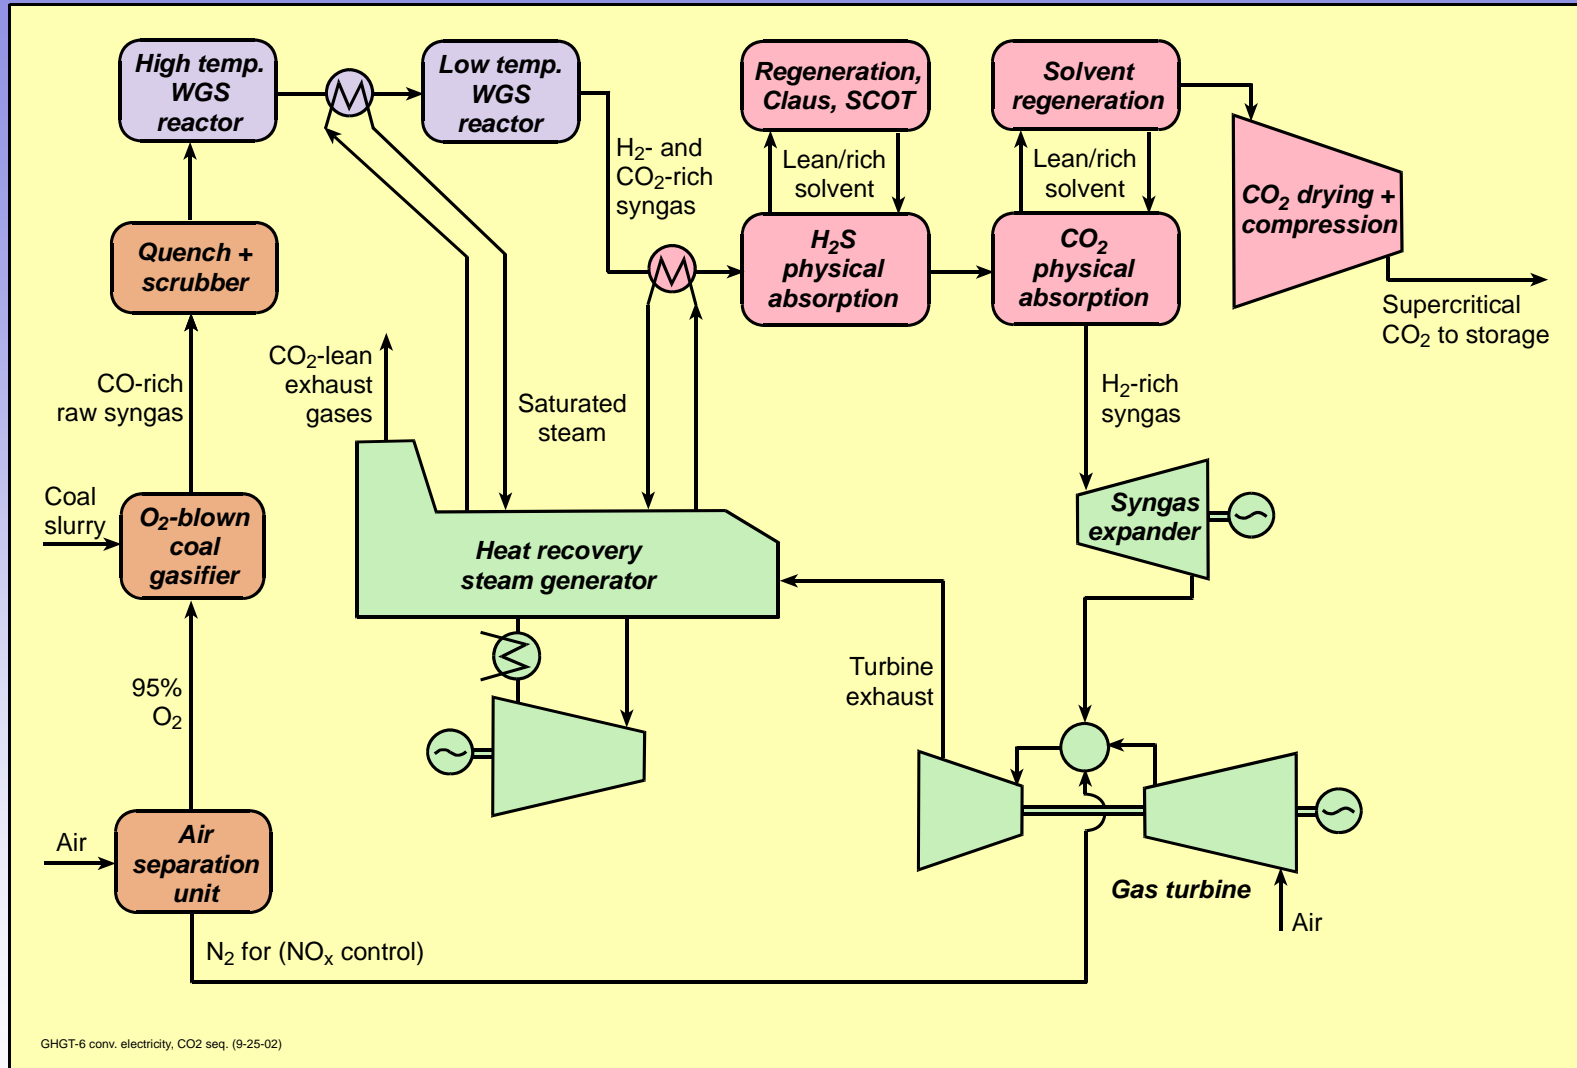 High temp.
WGS
reactor
Low temp.
WGS
reactor
Regeneration,
Claus, SCOT
Solvent
regeneration
H₂- and
CO₂-rich
syngas
Lean/rich
solvent
Lean/rich
solvent
CO₂ drying +
compression
Quench +
scrubber
H₂S
physical
absorption
CO₂
physical
absorption
Supercritical
CO₂ to storage
CO-rich
raw syngas
CO₂-lean
exhaust
gases
Saturated
steam
H₂-rich
syngas
Coal
slurry
O₂-blown
coal
gasifier
Heat recovery
steam generator
Syngas
expander
95%
O₂
Turbine
exhaust
Air
Air
separation
unit
Gas turbine
Air
N₂ for (NOₓ control)
GHGT-6 conv. electricity, CO2 seq. (9-25-02)